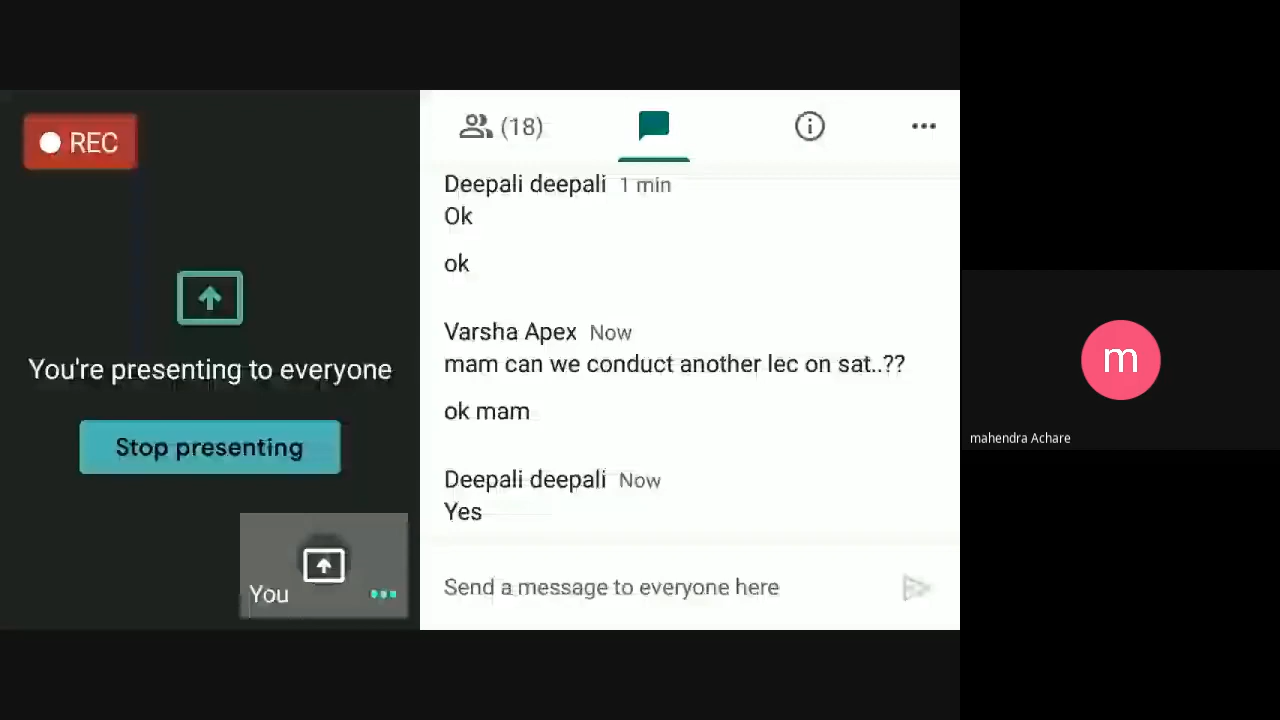 REC
You're presenting to everyone
Stop presenting
You
(18)
Deepali deepali 1 min
Ok
ok
Varsha Apex Now
mam can we conduct another lec on sat..??
ok mam
Deepali deepali Now
Yes
Send a message to everyone here
m
mahendra Achare